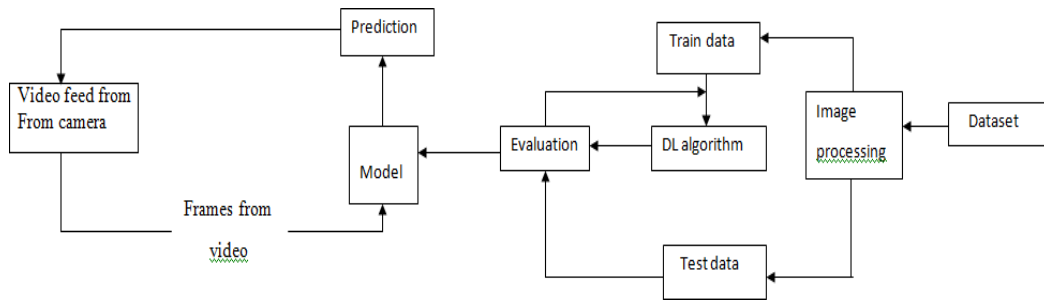 Prediction
Train data
Video feed from
From camera
Image
processing
Dataset
Evaluation
DL algorithm
Model
Frames from
video
Test data